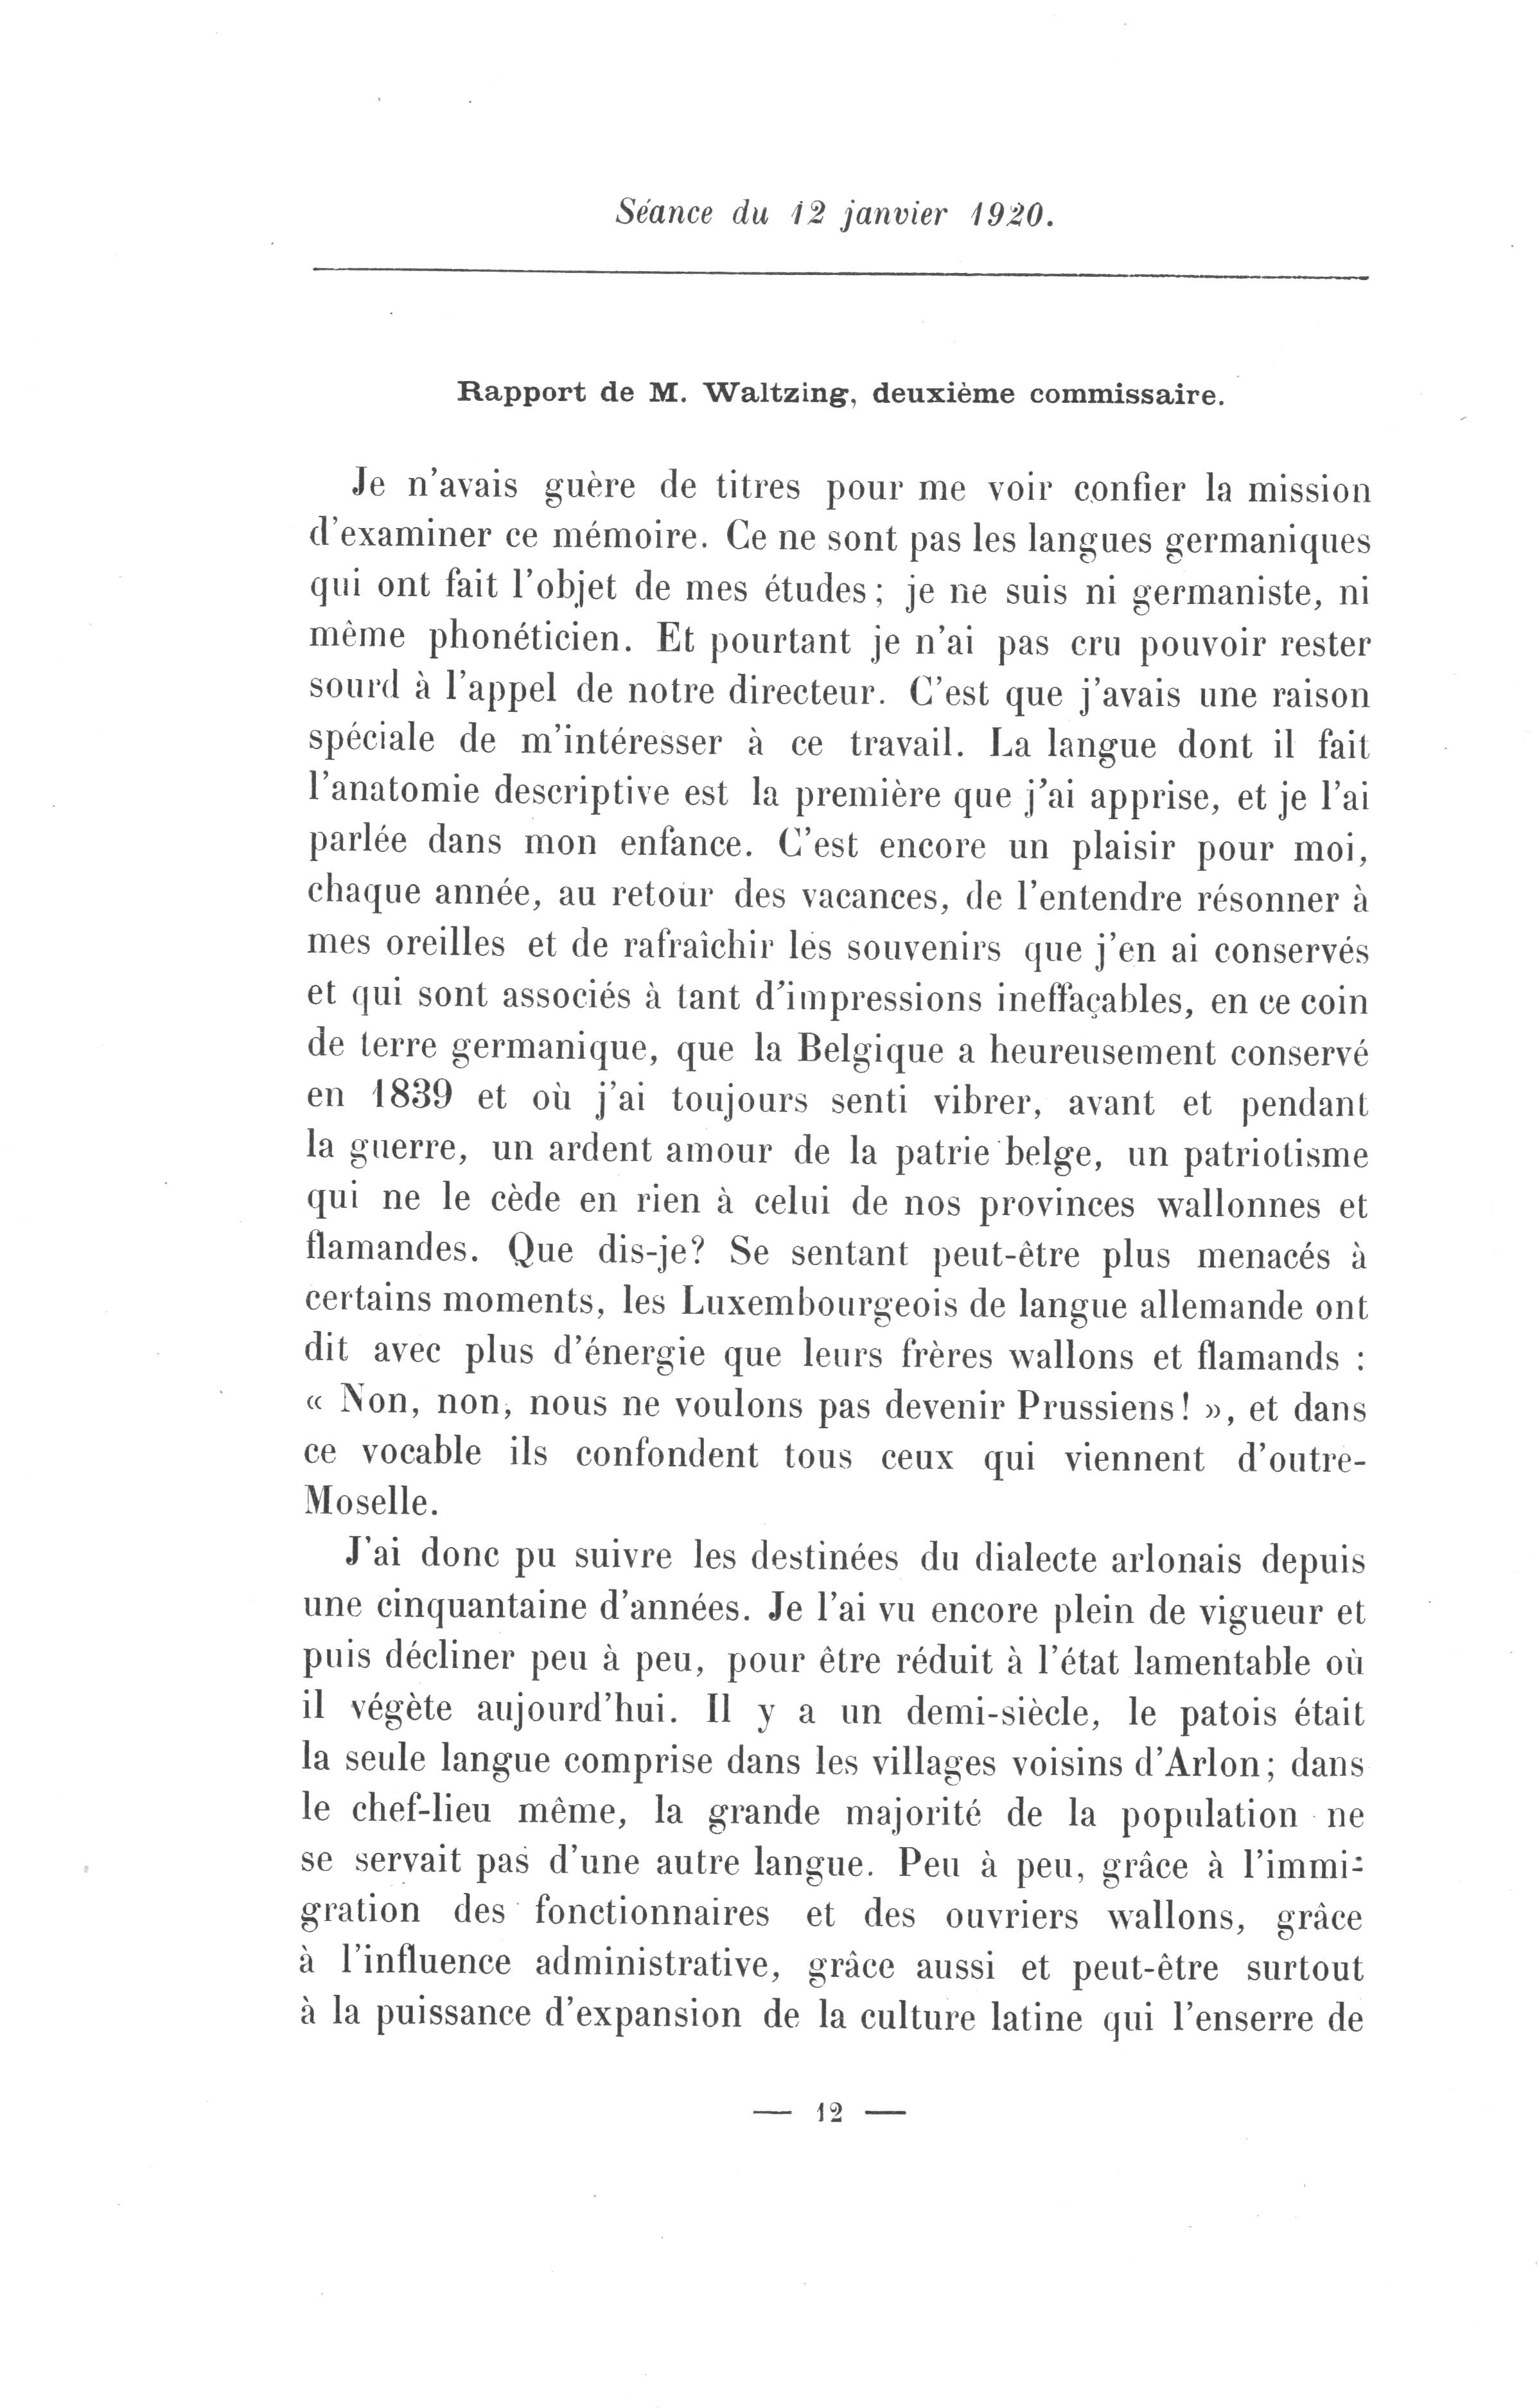 Séance du 12 janvier 1920.
Rapport de M. Waltzing, deuxième commissaire.
Je n'avais guère de titres pour me voir confier la mission
d'examiner ce mémoire. Ce ne sont pas les langues germaniques
qui ont fait l'objet de mes études ; je ne suis ni germaniste, ni
même phonéticien. Et pourtant je n'ai pas cru pouvoir rester
sourd à l'appel de notre directeur. C'est que j'avais une raison
spéciale de m'intéresser à ce travail. La langue dont il fait
l'anatomie descriptive est la première que j'ai apprise, et je l'ai
parlée dans mon enfance. C'est encore un plaisir pour moi,
chaque année, au retour des vacances, de l'entendre résonner à
mes oreilles et de rafraîchir les souvenirs que j'en ai conservés
et qui sont associés à tant d'impressions ineffaçables, en ce coin
de terre germanique, que la Belgique a heureusement conservé
en 1839 et où j'ai toujours senti vibrer, avant et pendant
la guerre, un ardent amour de la patrie belge, un patriotisme
qui ne le cède en rien à celui de nos provinces wallonnes et
flamandes. Que dis-je? Se sentant peut-être plus menacés à
certains moments, les Luxembourgeois de langue allemande ont
dit avec plus d'énergie que leurs frères wallons et flamands :
« Non, non, nous ne voulons pas devenir Prussiens! », et dans
ce vocable ils confondent tous ceux qui viennent d'outre-
Moselle.
J'ai donc pu suivre les destinées du dialecte arlonais depuis
une cinquantaine d'années. Je l'ai vu encore plein de vigueur et
puis décliner peu à peu, pour être réduit à l'état lamentable où
il végète aujourd'hui. Il y a un demi-siècle, le patois était
la seule langue comprise dans les villages voisins d'Arlon; dans
le chef-lieu même, la grande majorité de la population ne
se servait pas d'une autre langue. Peu à peu, grâce à l'immi-
gration des fonctionnaires et des ouvriers wallons, grâce
à l'influence administrative, grâce aussi et peut-être surtout
à la puissance d'expansion de la culture latine qui l'enserre de
— 12 —